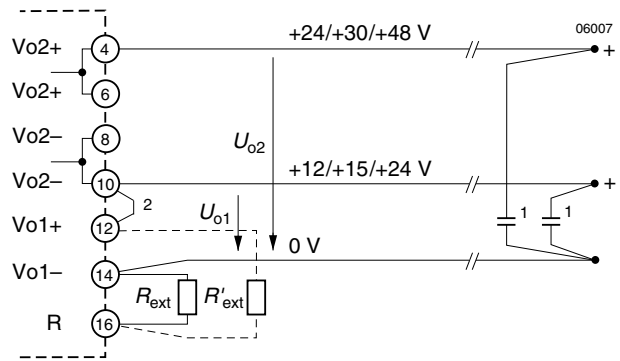 06007
Vo2+ 4 +24/+30/+48 V +
Vo2+ 6
Vo2– 8
Uo2
Vo2– 10 +12/+15/+24 V +
2 1 1
Vo1+ 12 Uo1
0 V
Vo1– 14
Rext R'ext
R 16